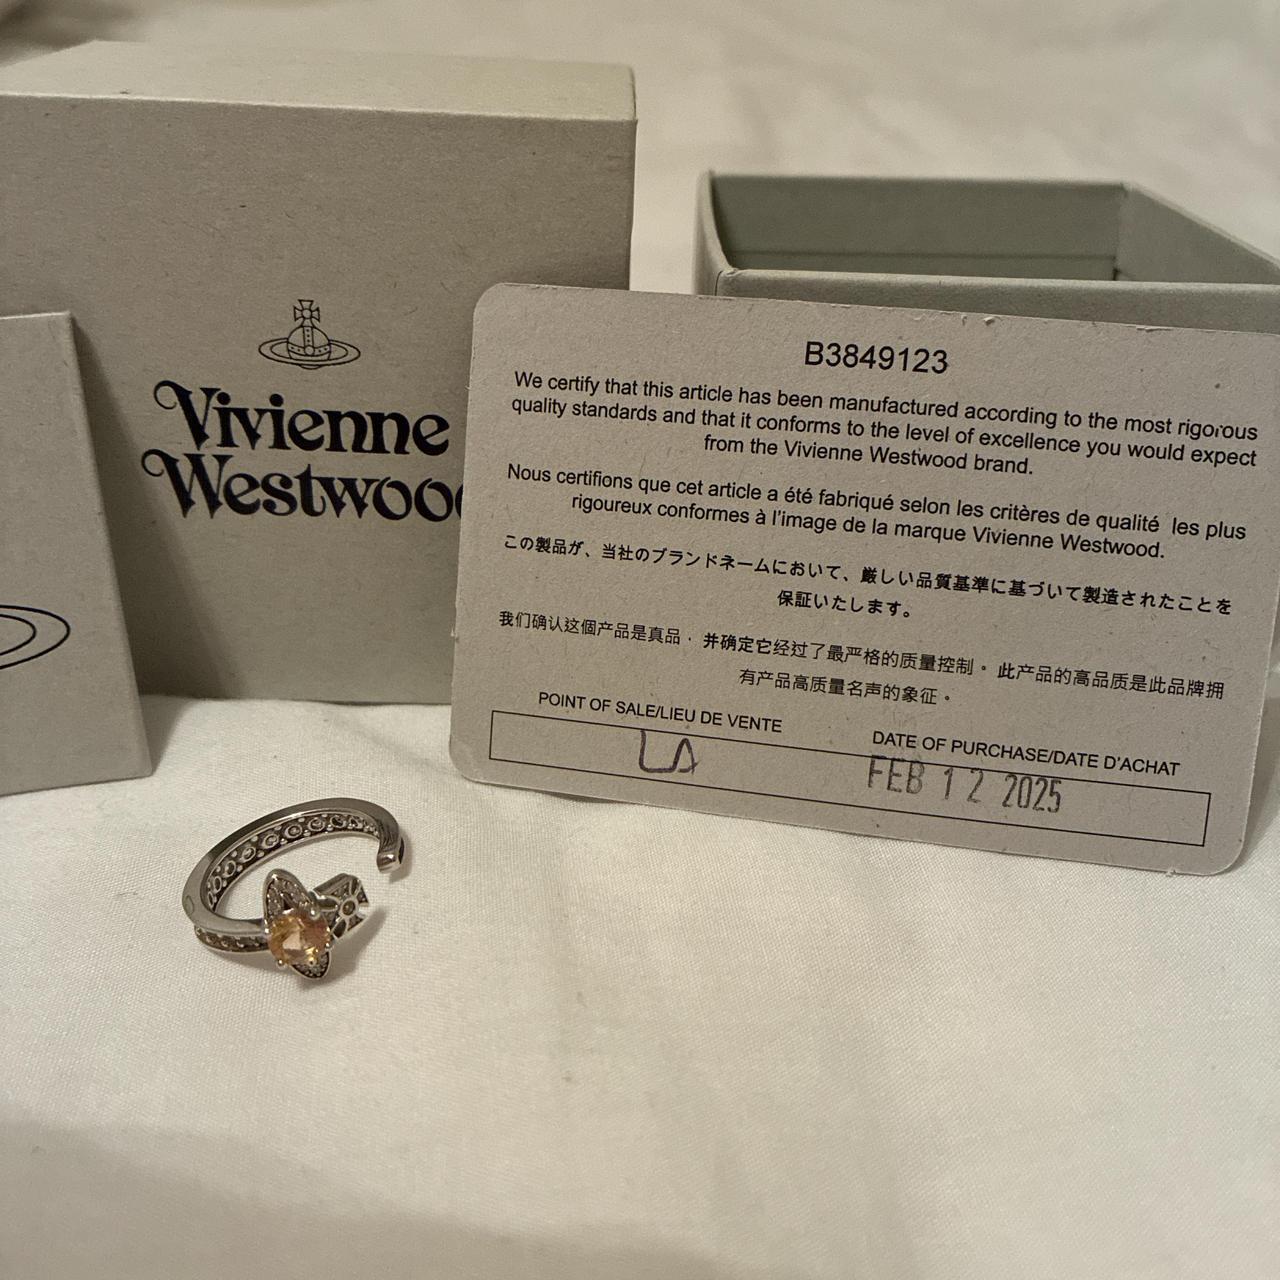 Vivienne
Westwoo
B3849123
We certify that this article has been manufactured according to the most rigorous
quality standards and that it conforms to the level of excellence you would expect
from the Vivienne Westwood brand.
Nous certifions que cet article a été fabriqué selon les critères de qualité les plus
rigoureux conformes à l'image de la marque Vivienne Westwood.
この製品が、当社のブランドネームにおいて、厳しい品質基準に基づいて製造されたことを
保証いたします。
我们确认这個产品是真品．并确定它经过了最严格的质量控制。此产品的高品质是此品牌拥
有产品高质量名声的象征。
POINT OF SALE/LIEU DE VENTE
DATE OF PURCHASE/DATE D'ACHAT
LA
FEB 12 2025